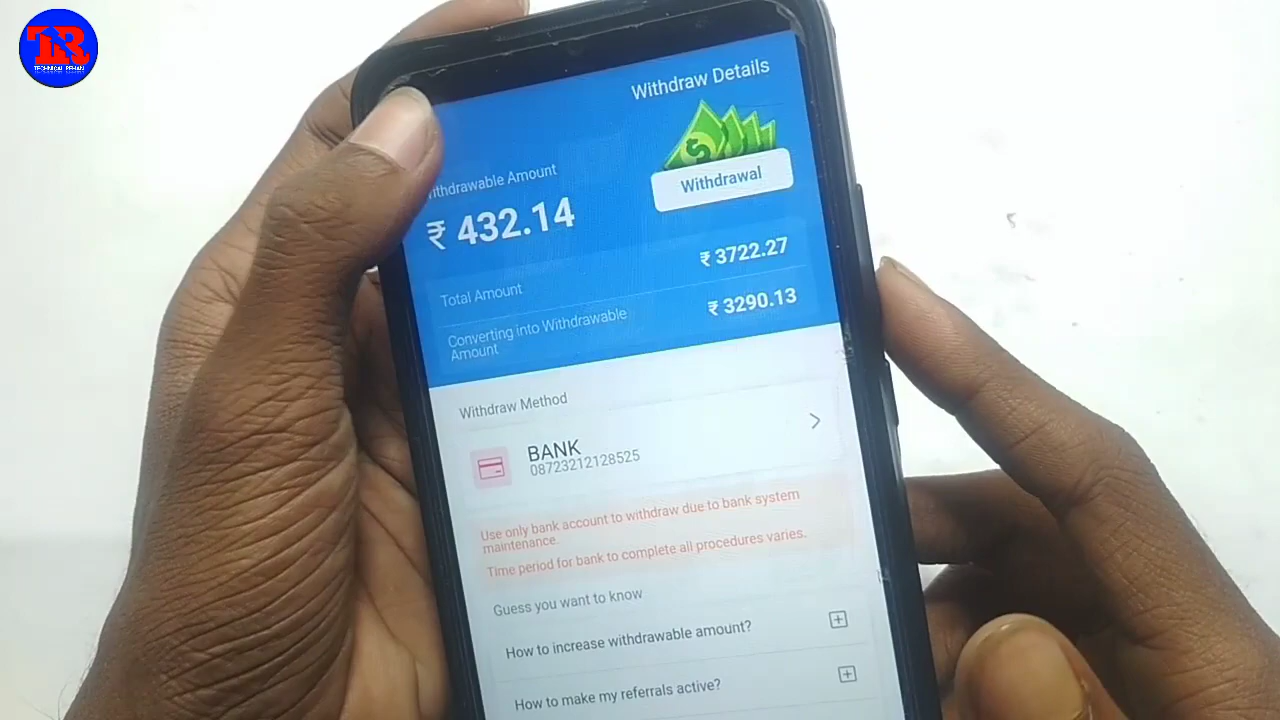 TR
TECHNICAL REHAN
Withdraw Details
Withdrawable Amount
₹ 432.14
Withdrawal
Total Amount
₹ 3722.27
Converting into Withdrawable
Amount
₹ 3290.13
Withdraw Method
BANK
08723212128525
Use only bank account to withdraw due to bank system
maintenance.
Time period for bank to complete all procedures varies.
Guess you want to know
How to increase withdrawable amount?
How to make my referrals active?